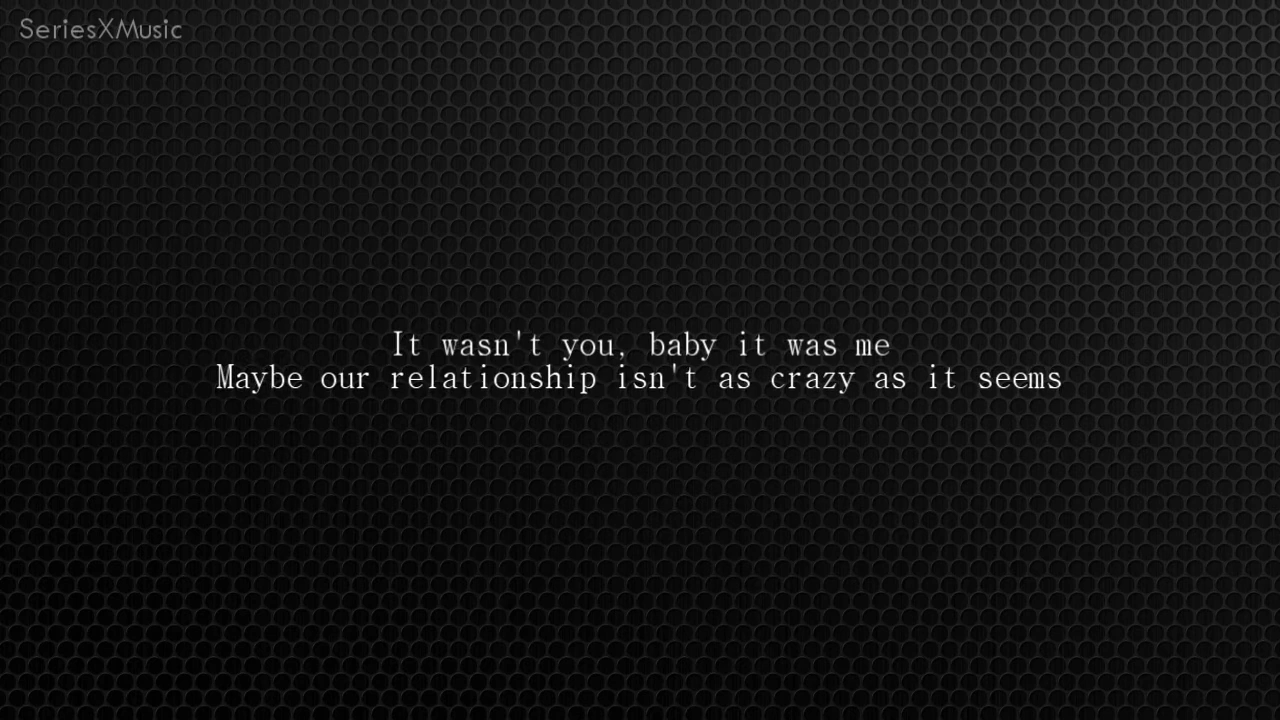 SeriesXMusic
It wasn't you, baby it was me
Maybe our relationship isn't as crazy as it seems